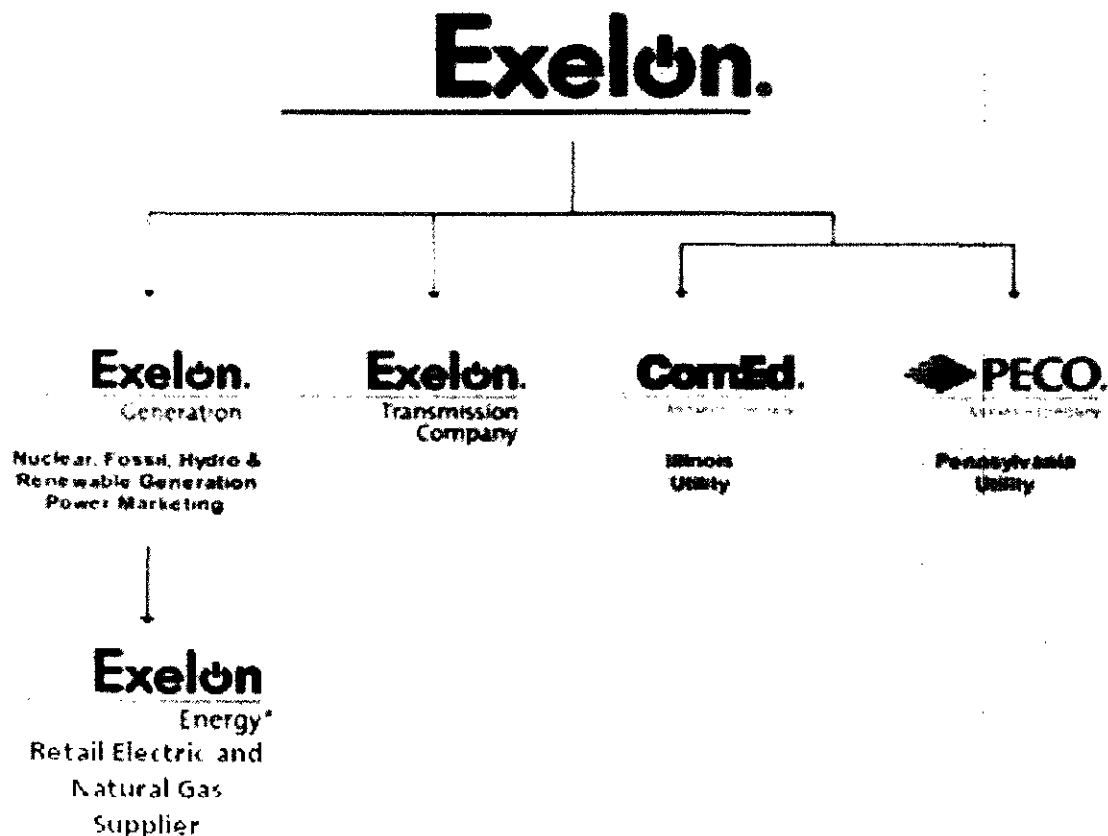 Exelon®
Exelon.
Generation
Nuclear, Fossil, Hydro &
Renewable Generation
Power Marketing
Exelon.
Transmission
Company
ComEd.
Illinois
Utility
PECO.
Pennsylvania
Utility
Exelon
Energy*
Retail Electric and
Natural Gas
Supplier